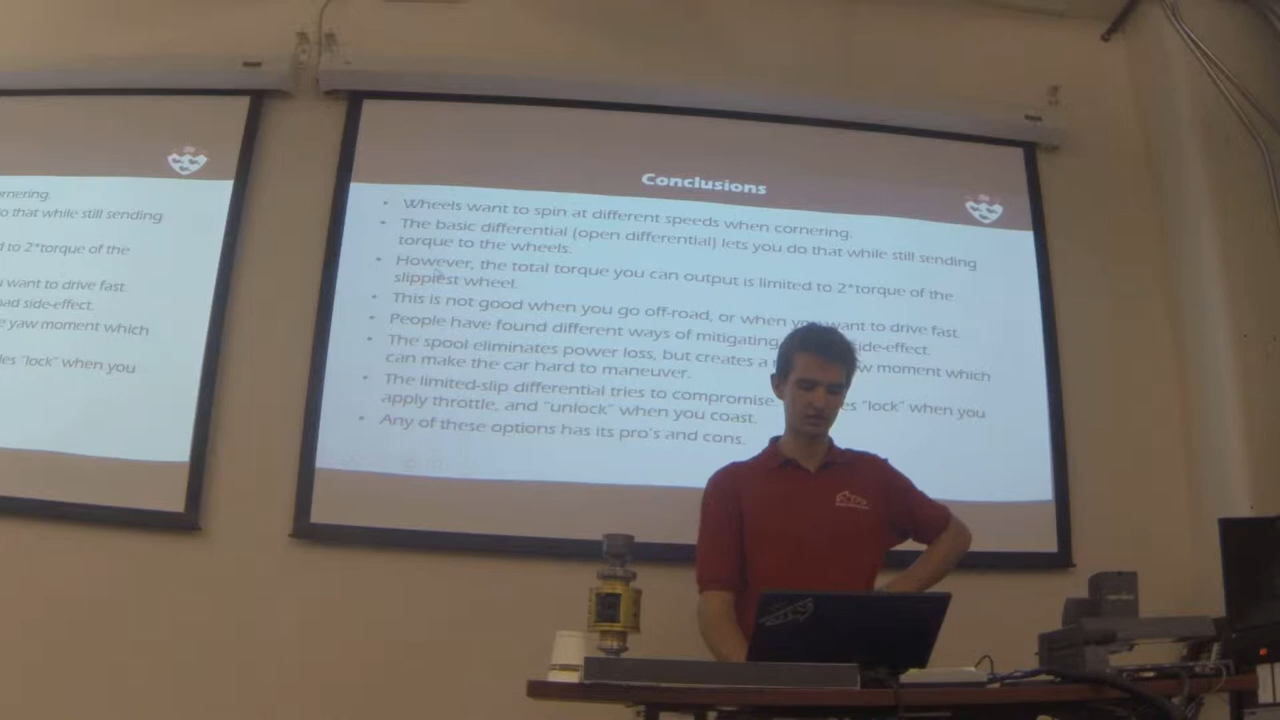 rnering.
o that while still sending
d to 2*torque of the
u want to drive fast.
oad side-effect.
e yaw moment which
les "lock" when you
Conclusions
• Wheels want to spin at different speeds when cornering.
• The basic differential (open differential) lets you do that while still sending
torque to the wheels.
• However, the total torque you can output is limited to 2*torque of the
slippiest wheel.
• This is not good when you go off-road, or when you want to drive fast.
• People have found different ways of mitigating side-effect.
• The spool eliminates power loss, but creates a yaw moment which
can make the car hard to maneuver.
• The limited-slip differential tries to compromise. es "lock" when you
apply throttle, and "unlock" when you coast.
• Any of these options has its pro's and cons.